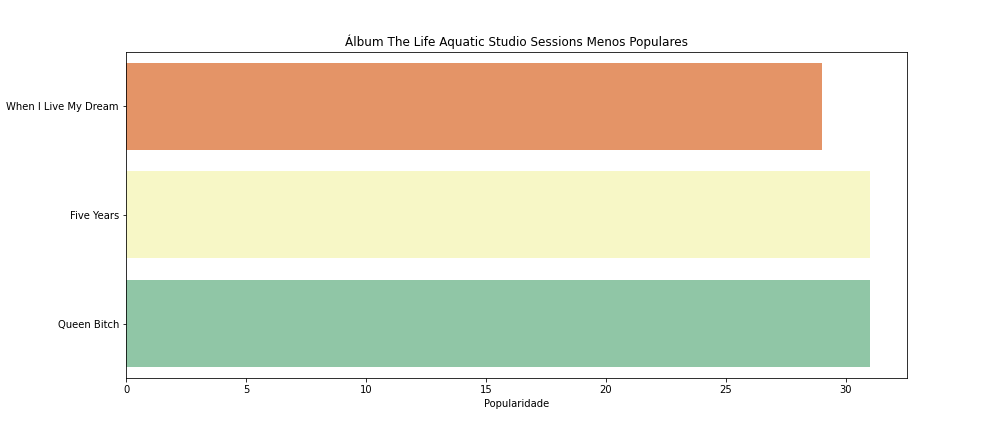 Álbum The Life Aquatic Studio Sessions Menos Populares
When I Live My Dream
Five Years
Queen Bitch
0 5 10 15 20 25 30
Popularidade